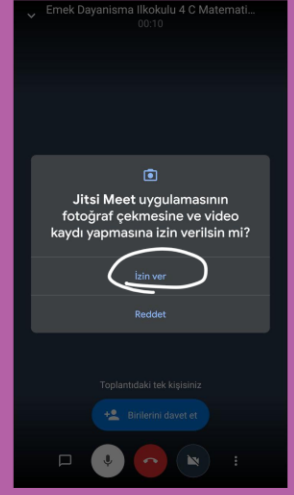 Emek Dayanisma Ilkokulu 4 C Matemati...
00:10
Jitsi Meet uygulamasının
fotoğraf çekmesine ve video
kaydı yapmasına izin verilsin mi?
İzin ver
Reddet
Toplantıdaki tek kişisiniz
Birilerini davet et